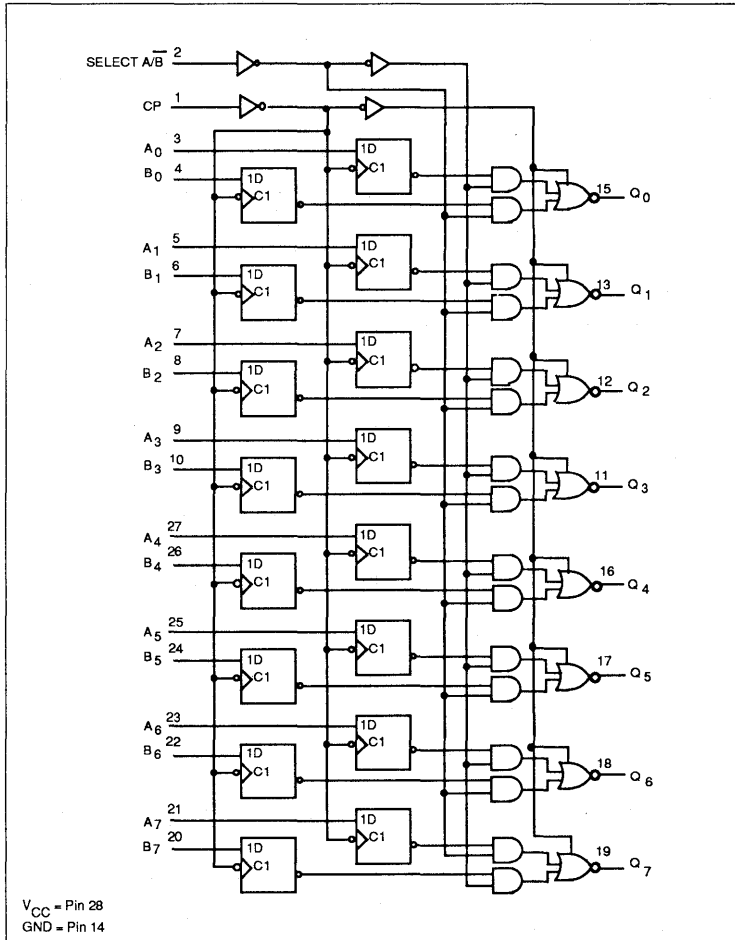 SELECT A/B̅ 2
CP 1
A0 3
1D
B0 4
1D
C1
C1
15 Q0
A1 5
1D
B1 6
1D
C1
C1
13 Q1
A2 7
1D
B2 8
1D
C1
C1
12 Q2
A3 9
1D
B3 10
1D
C1
C1
11 Q3
A4 27
1D
B4 26
1D
C1
C1
16 Q4
A5 25
1D
B5 24
1D
C1
C1
17 Q5
A6 23
1D
B6 22
1D
C1
C1
18 Q6
A7 21
1D
B7 20
1D
C1
C1
19 Q7
VCC = Pin 28
GND = Pin 14